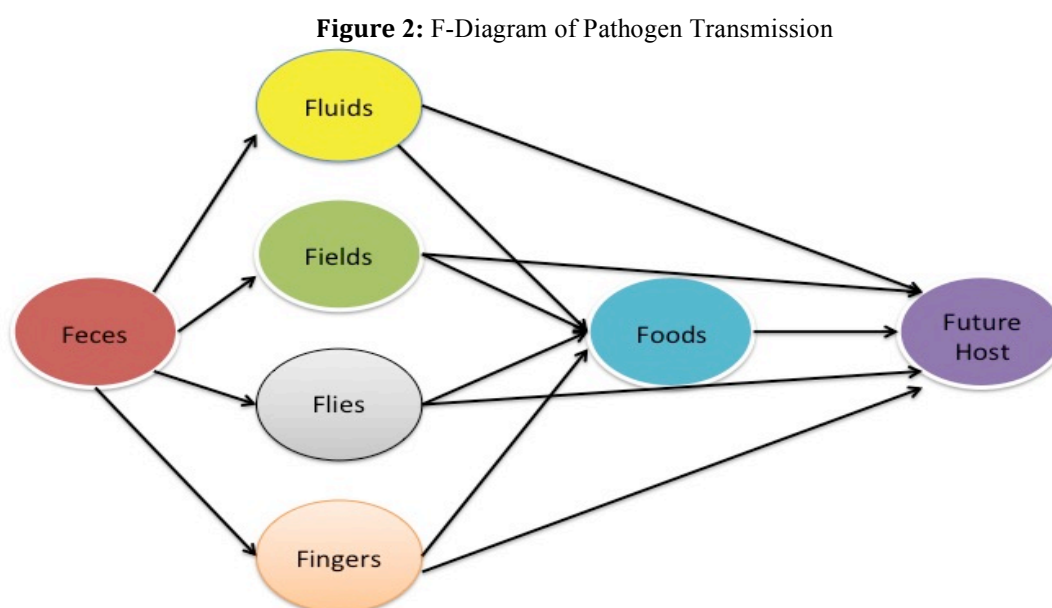 Figure 2: F-Diagram of Pathogen Transmission
Fluids
Fields
Feces
Foods
Future
Host
Flies
Fingers